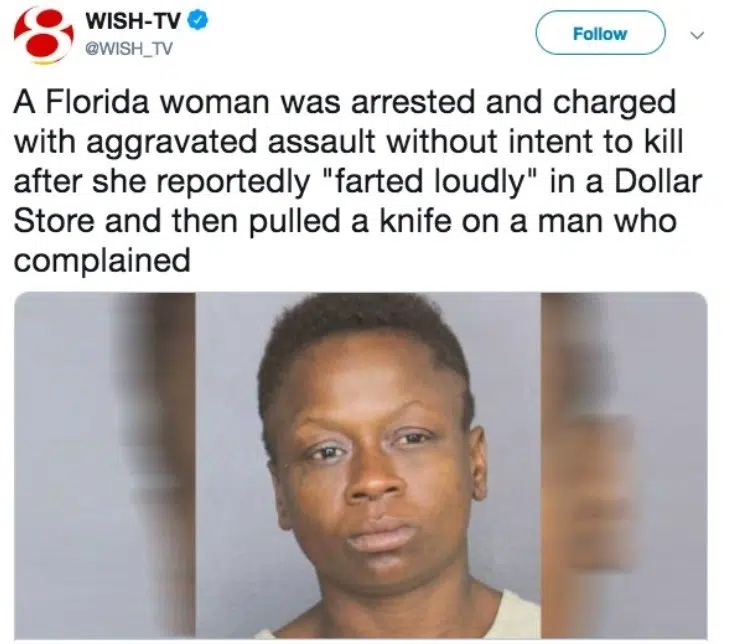 WISH-TV
@WISH_TV
Follow
A Florida woman was arrested and charged
with aggravated assault without intent to kill
after she reportedly "farted loudly" in a Dollar
Store and then pulled a knife on a man who
complained